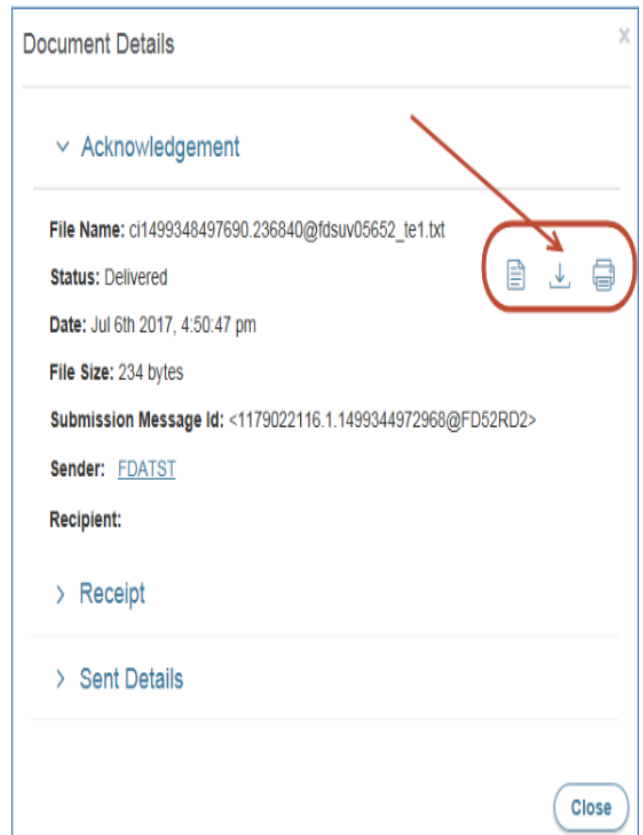 Document Details
Acknowledgement
File Name: ci1499348497690.236840@fdsuv05652_te1.txt
Status: Delivered
Date: Jul 6th 2017, 4:50:47 pm
File Size: 234 bytes
Submission Message Id: <1179022116.1.1499344972968@FD52RD2>
Sender: FDATST
Recipient:
Receipt
Sent Details
Close